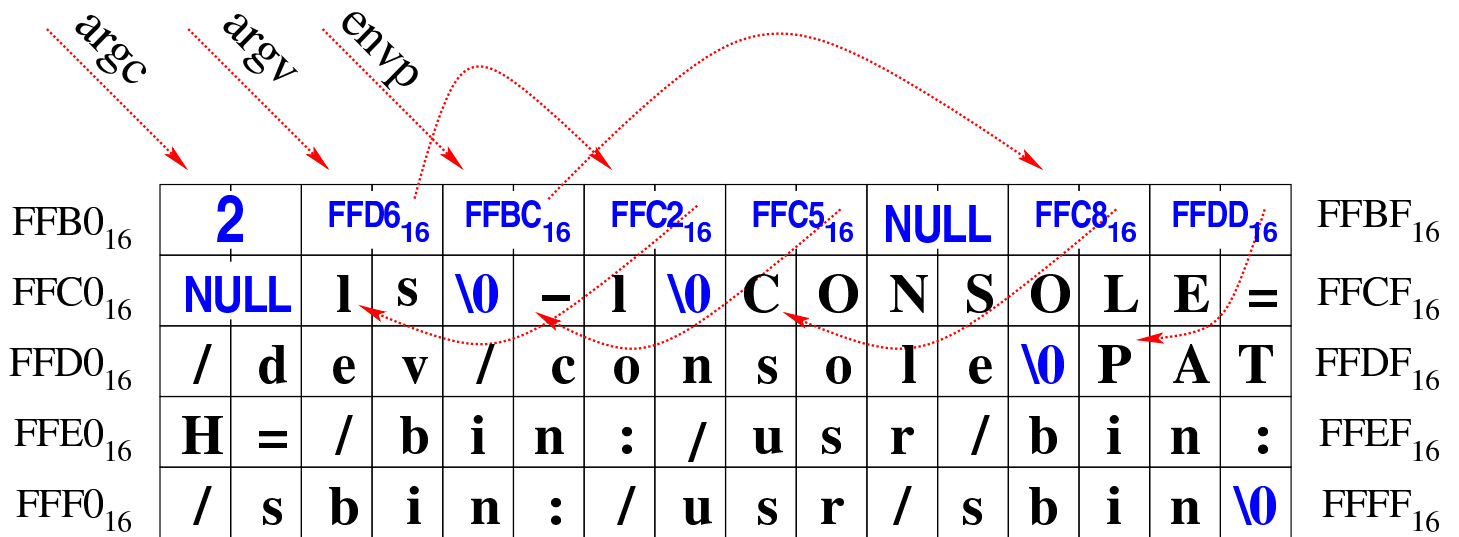 argc argv envp
FFB0₁₆ 2 FFD6₁₆ FFBC₁₆ FFC2₁₆ FFC5₁₆ NULL FFC8₁₆ FFDD₁₆ FFBF₁₆
FFC0₁₆ NULL l s \0 – l \0 C O N S O L E = FFCF₁₆
FFD0₁₆ / d e v / c o n s o l e \0 P A T FFDF₁₆
FFE0₁₆ H = / b i n : / u s r / b i n : FFEF₁₆
FFF0₁₆ / s b i n : / u s r / s b i n \0 FFFF₁₆